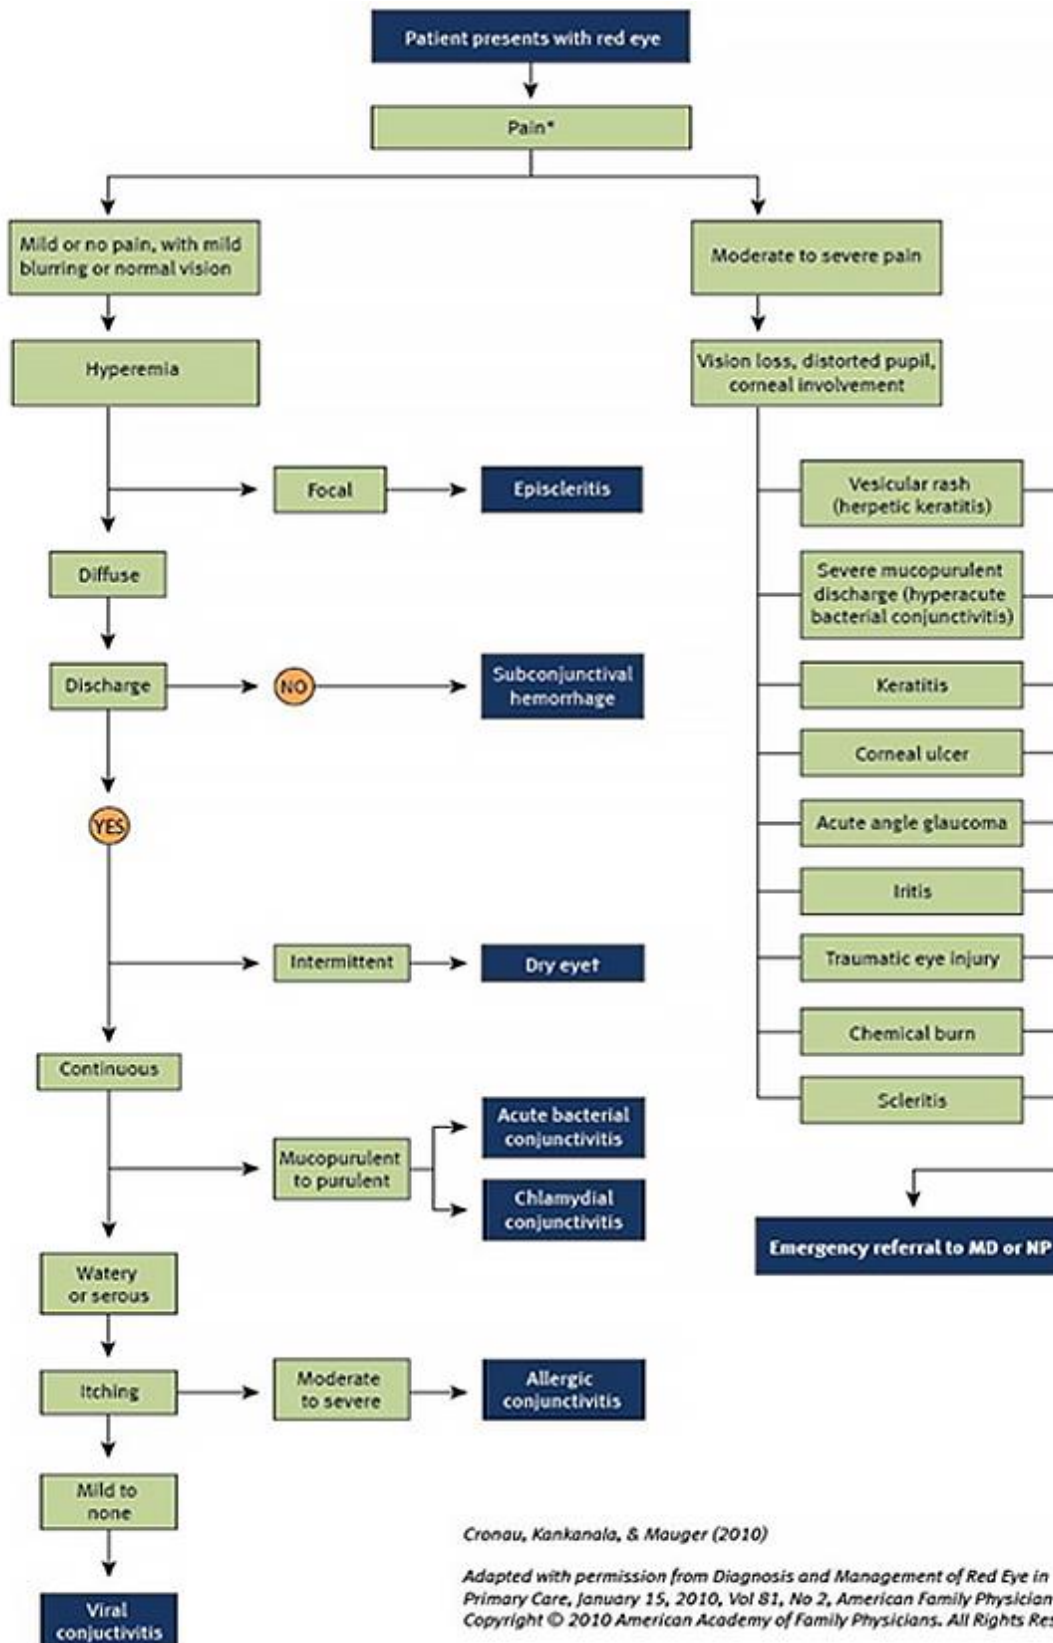 Patient presents with red eye
Pain*
Mild or no pain, with mild
blurring or normal vision
Moderate to severe pain
Hyperemia
Vision loss, distorted pupil,
corneal involvement
Focal
Episcleritis
Vesicular rash
(herpetic keratitis)
Diffuse
Severe mucopurulent
discharge (hyperacute
bacterial conjunctivitis)
Discharge
NO
Subconjunctival
hemorrhage
Keratitis
Corneal ulcer
YES
Acute angle glaucoma
Iritis
Intermittent
Dry eye†
Traumatic eye injury
Chemical burn
Continuous
Scleritis
Mucopurulent
to purulent
Acute bacterial
conjunctivitis
Chlamydial
conjunctivitis
Emergency referral to MD or NP
Watery
or serous
Itching
Moderate
to severe
Allergic
conjunctivitis
Mild to
none
Viral
conjuctivitis
Cronau, Kankanala, & Mauger (2010)
Adapted with permission from Diagnosis and Management of Red Eye in
Primary Care, January 15, 2010, Vol 81, No 2, American Family Physician
Copyright © 2010 American Academy of Family Physicians. All Rights Res